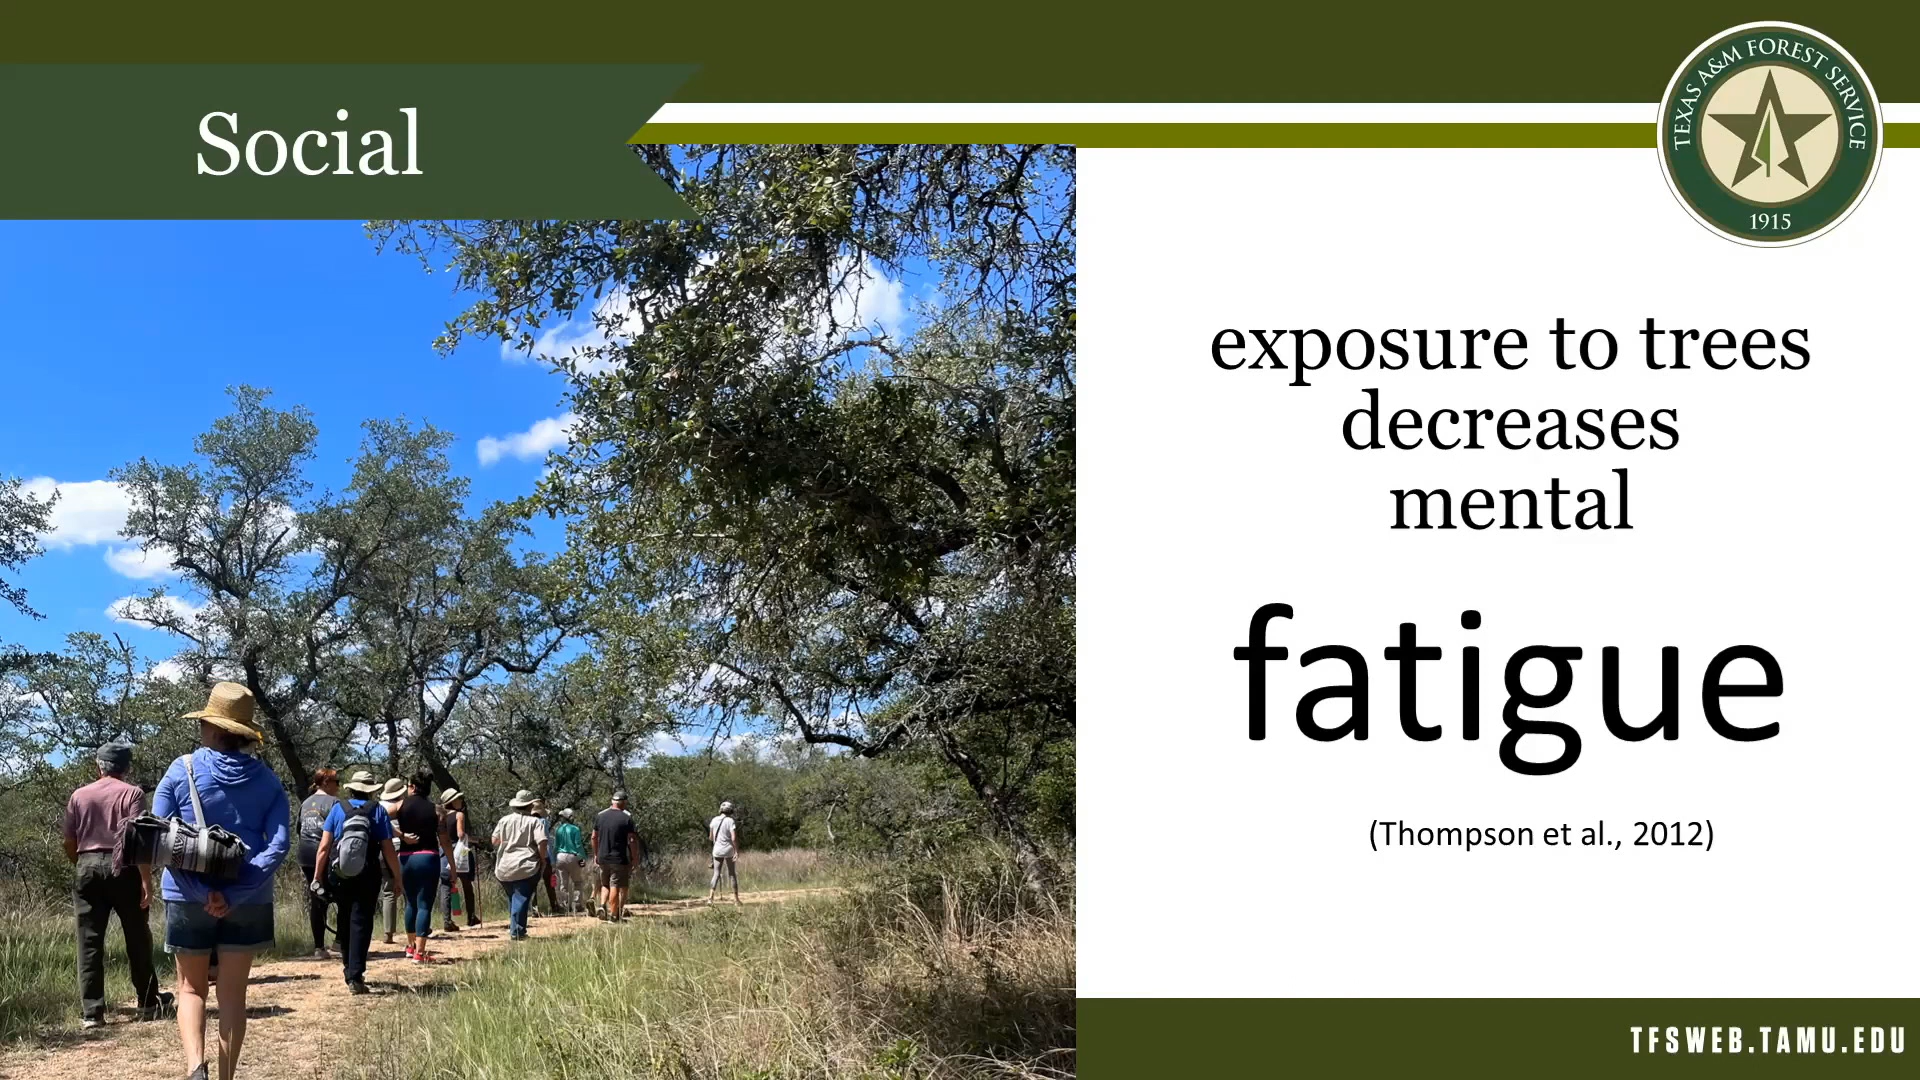 Social
TEXAS A&M FOREST SERVICE
1915
exposure to trees
decreases
mental
fatigue
(Thompson et al., 2012)
TFSWEB.TAMU.EDU